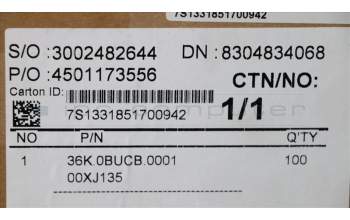 7S1331851700942
S/O :3002482644 DN : 8304834068
P/O :4501173556
CTN/NO:
Carton ID:
7S1331851700942
1/1
NO P/N Q'TY
1 36K.0BUCB.0001 100
00XJ135